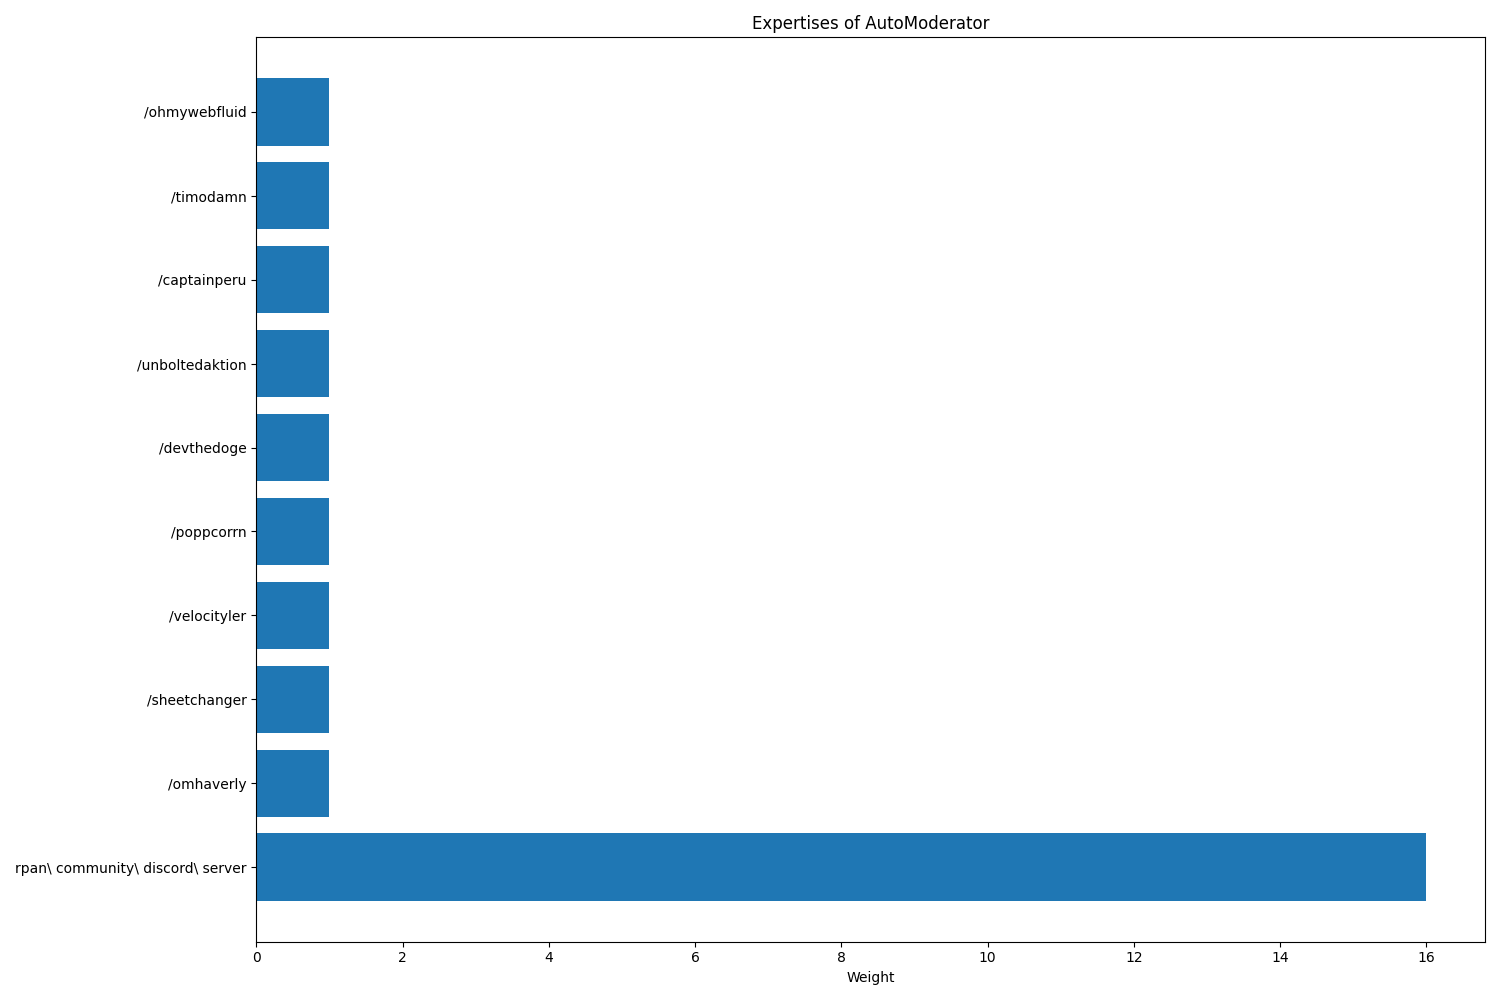 Expertises of AutoModerator
/ohmywebfluid
/timodamn
/captainperu
/unboltedaktion
/devthedoge
/poppcorrn
/velocityler
/sheetchanger
/omhaverly
rpan\ community\ discord\ server
0 2 4 6 8 10 12 14 16
Weight